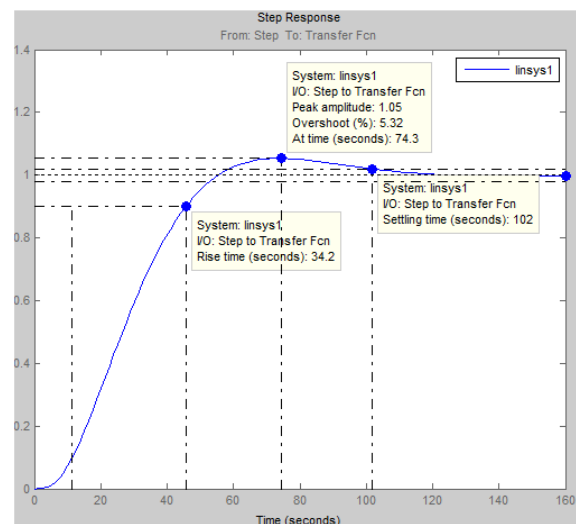 Step Response
From: Step To: Transfer Fcn
1.4
1.2
1
0.8
0.6
0.4
0.2
0
linsys1
System: linsys1
I/O: Step to Transfer Fcn
Peak amplitude: 1.05
Overshoot (%): 5.32
At time (seconds): 74.3
System: linsys1
I/O: Step to Transfer Fcn
Settling time (seconds): 102
System: linsys1
I/O: Step to Transfer Fcn
Rise time (seconds): 34.2
0 20 40 60 80 100 120 140 160
Time (seconds)